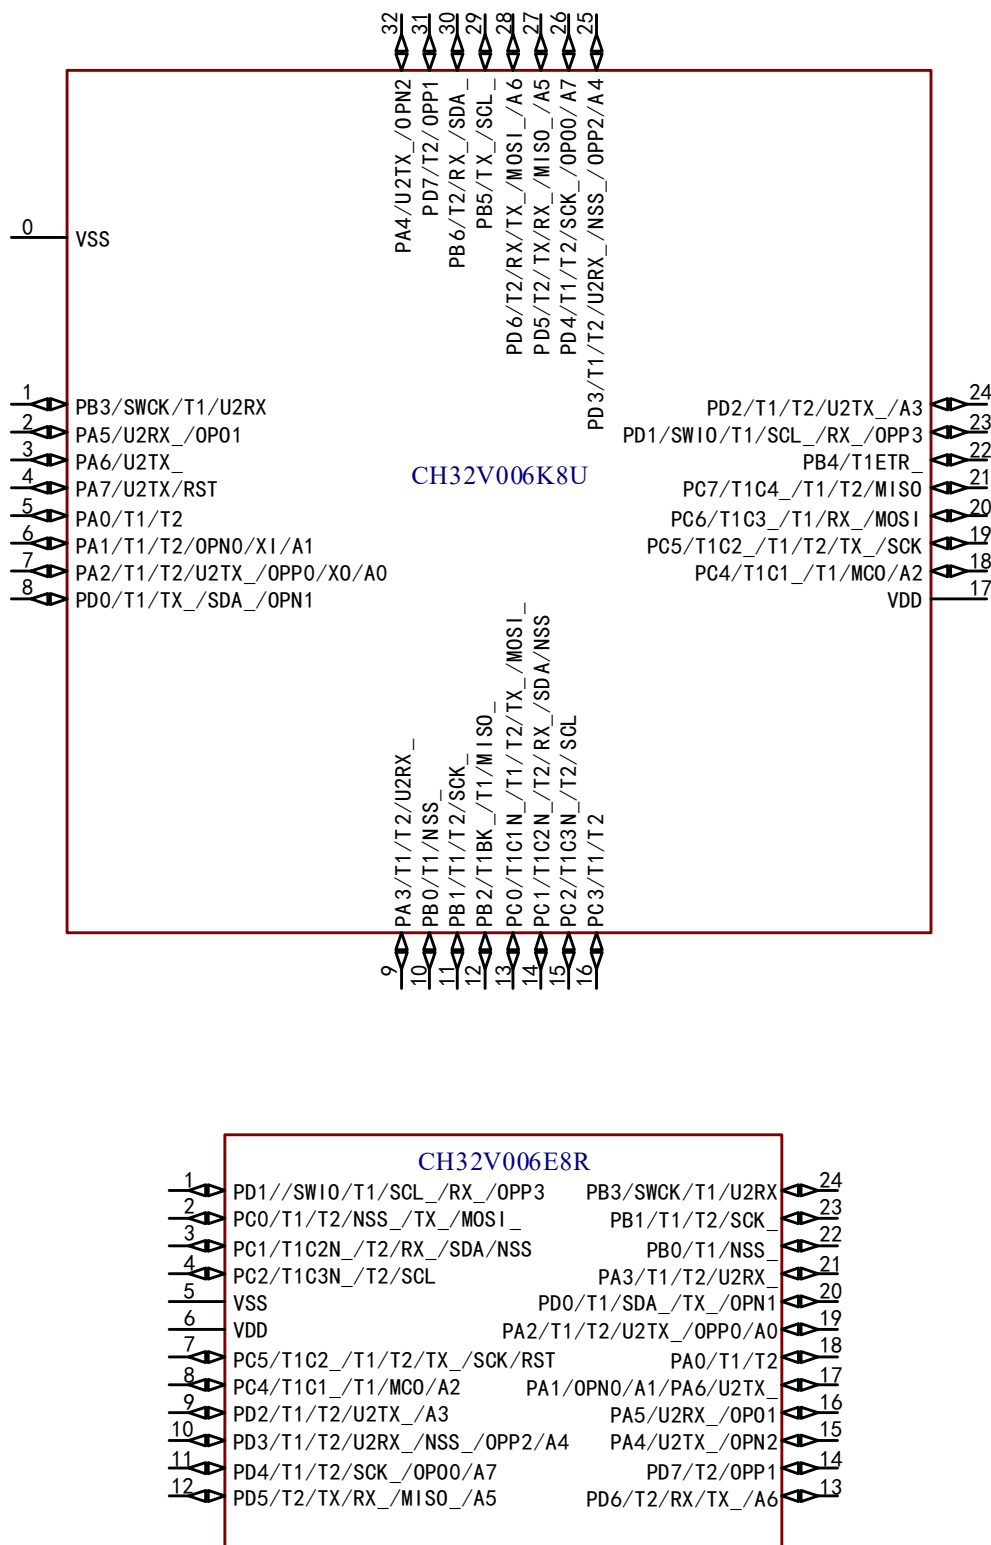 32
31
30
29
28
27
26
25
PA4/U2TX_/OPN2
PD7/T2/OPP1
PB6/T2/RX_/SDA_
PB5/TX_/SCL_
PD6/T2/RX/TX_/MOSI_/A6
PD5/T2/TX/RX_/MISO_/A5
PD4/T1/T2/SCK_/OPO0/A7
PD3/T1/T2/U2RX_/NSS_/OPP2/A4
0 VSS
1 PB3/SWCK/T1/U2RX
2 PA5/U2RX_/OPO1
3 PA6/U2TX_
4 PA7/U2TX/RST
5 PA0/T1/T2
6 PA1/T1/T2/OPN0/XI/A1
7 PA2/T1/T2/U2TX_/OPP0/XO/A0
8 PD0/T1/TX_/SDA_/OPN1
CH32V006K8U
PD2/T1/T2/U2TX_/A3 24
PD1/SWIO/T1/SCL_/RX_/OPP3 23
PB4/T1ETR_ 22
PC7/T1C4_/T1/T2/MISO 21
PC6/T1C3_/T1/RX_/MOSI 20
PC5/T1C2_/T1/T2/TX_/SCK 19
PC4/T1C1_/T1/MCO/A2 18
VDD 17
PA3/T1/T2/U2RX_
PB0/T1/NSS_
PB1/T1/T2/SCK_
PB2/T1BK_/T1/MISO_
PC0/T1C1N_/T1/T2/TX_/MOSI_
PC1/T1C2N_/T2/RX_/SDA/NSS
PC2/T1C3N_/T2/SCL
PC3/T1/T2
9
10
11
12
13
14
15
16
CH32V006E8R
1 PD1//SWIO/T1/SCL_/RX_/OPP3 PB3/SWCK/T1/U2RX 24
2 PC0/T1/T2/NSS_/TX_/MOSI_ PB1/T1/T2/SCK_ 23
3 PC1/T1C2N_/T2/RX_/SDA/NSS PB0/T1/NSS_ 22
4 PC2/T1C3N_/T2/SCL PA3/T1/T2/U2RX_ 21
5 VSS PD0/T1/SDA_/TX_/OPN1 20
6 VDD PA2/T1/T2/U2TX_/OPP0/A0 19
7 PC5/T1C2_/T1/T2/TX_/SCK/RST PA0/T1/T2 18
8 PC4/T1C1_/T1/MCO/A2 PA1/OPN0/A1/PA6/U2TX_ 17
9 PD2/T1/T2/U2TX_/A3 PA5/U2RX_/OPO1 16
10 PD3/T1/T2/U2RX_/NSS_/OPP2/A4 PA4/U2TX_/OPN2 15
11 PD4/T1/T2/SCK_/OPO0/A7 PD7/T2/OPP1 14
12 PD5/T2/TX/RX_/MISO_/A5 PD6/T2/RX/TX_/A6 13